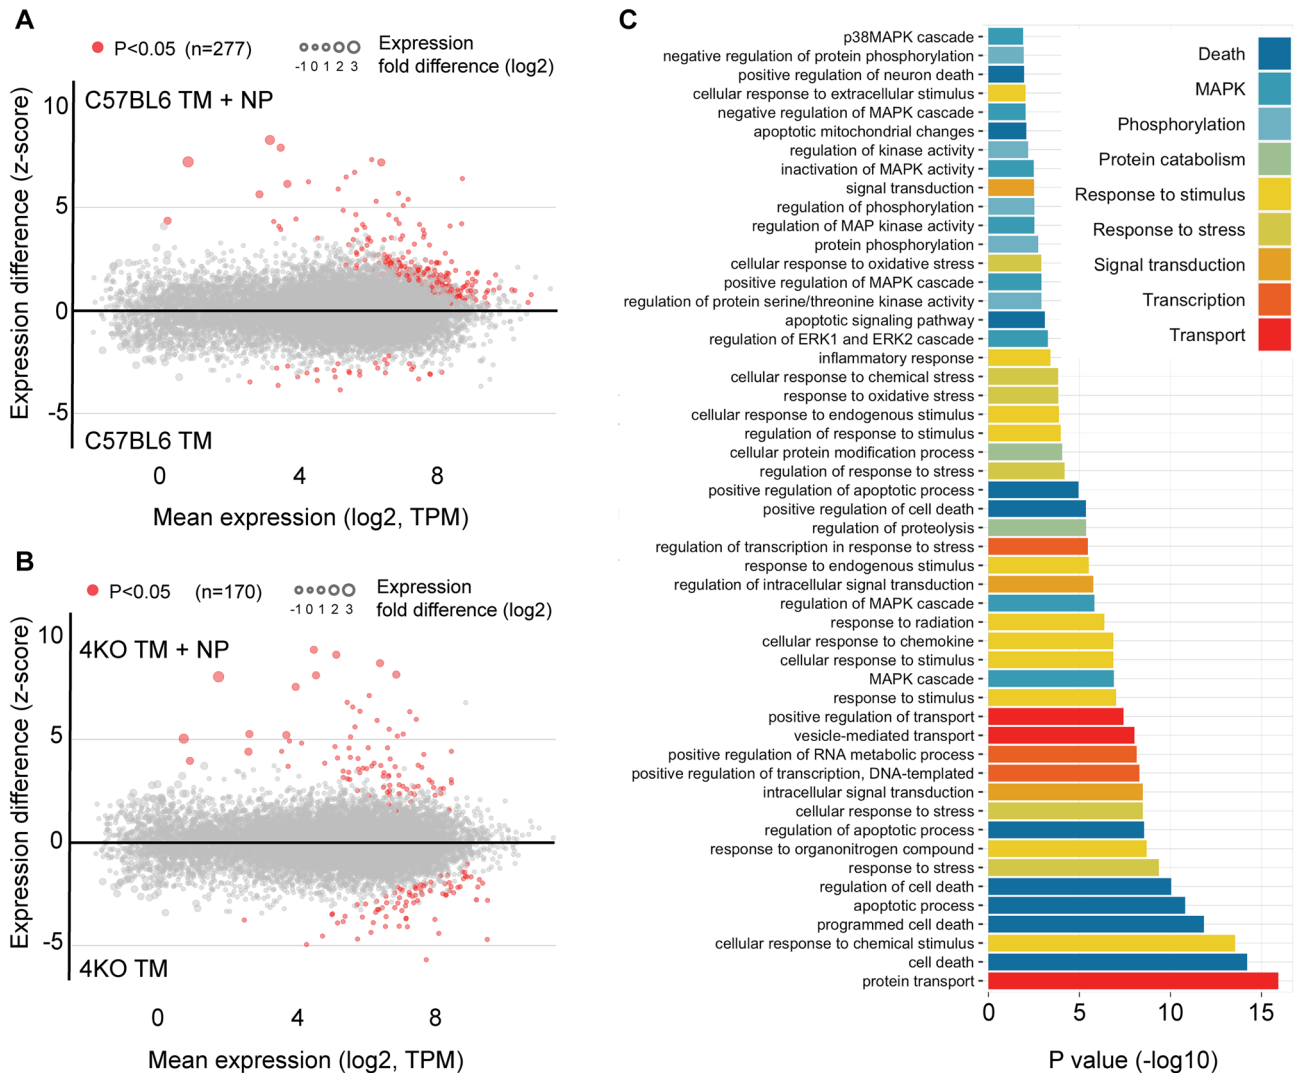 A
P<0.05 (n=277)
-1 0 1 2 3
Expression
fold difference (log2)
Expression difference (z-score)
C57BL6 TM + NP
10
5
0
-5
C57BL6 TM
0 4 8
Mean expression (log2, TPM)
B
P<0.05 (n=170)
-1 0 1 2 3
Expression
fold difference (log2)
Expression difference (z-score)
4KO TM + NP
10
5
0
-5
4KO TM
0 4 8
Mean expression (log2, TPM)
C
p38MAPK cascade
negative regulation of protein phosphorylation
positive regulation of neuron death
cellular response to extracellular stimulus
negative regulation of MAPK cascade
apoptotic mitochondrial changes
regulation of kinase activity
inactivation of MAPK activity
signal transduction
regulation of phosphorylation
regulation of MAP kinase activity
protein phosphorylation
cellular response to oxidative stress
positive regulation of MAPK cascade
regulation of protein serine/threonine kinase activity
apoptotic signaling pathway
regulation of ERK1 and ERK2 cascade
inflammatory response
cellular response to chemical stress
response to oxidative stress
cellular response to endogenous stimulus
regulation of response to stimulus
cellular protein modification process
regulation of response to stress
positive regulation of apoptotic process
positive regulation of cell death
regulation of proteolysis
regulation of transcription in response to stress
response to endogenous stimulus
regulation of intracellular signal transduction
regulation of MAPK cascade
response to radiation
cellular response to chemokine
cellular response to stimulus
MAPK cascade
response to stimulus
positive regulation of transport
vesicle-mediated transport
positive regulation of RNA metabolic process
positive regulation of transcription, DNA-templated
intracellular signal transduction
cellular response to stress
regulation of apoptotic process
response to organonitrogen compound
response to stress
regulation of cell death
apoptotic process
programmed cell death
cellular response to chemical stimulus
cell death
protein transport
0 5 10 15
P value (-log10)
Death
MAPK
Phosphorylation
Protein catabolism
Response to stimulus
Response to stress
Signal transduction
Transcription
Transport